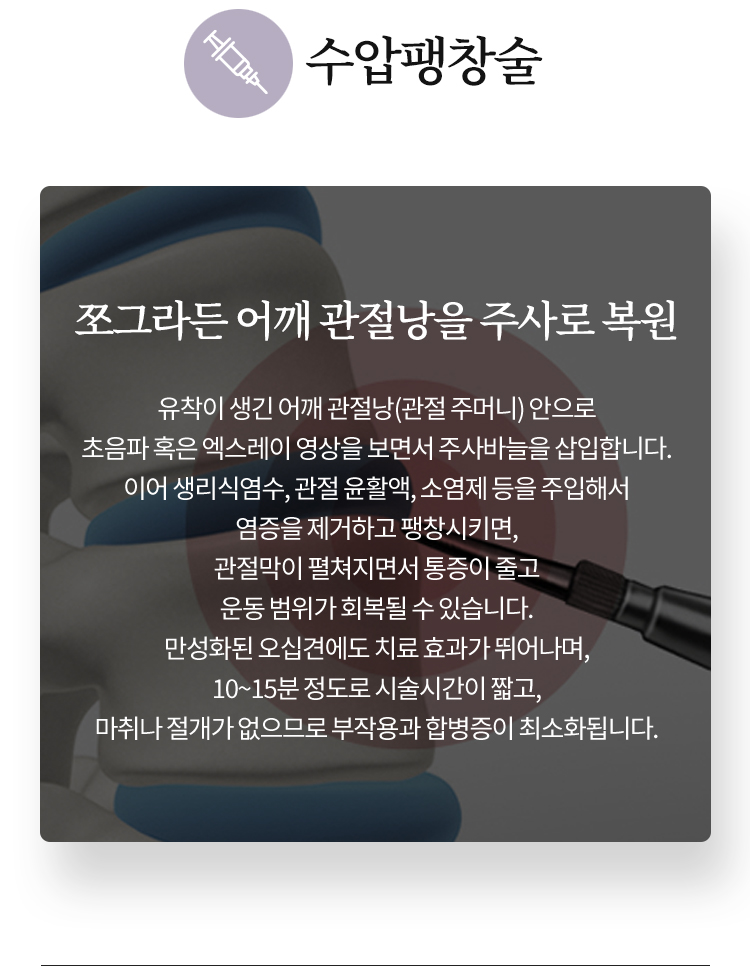 수압팽창술
쪼그라든 어깨 관절낭을 주사로 복원
유착이 생긴 어깨 관절낭(관절 주머니) 안으로
초음파 혹은 엑스레이 영상을 보면서 주사바늘을 삽입합니다.
이어 생리식염수, 관절 윤활액, 소염제 등을 주입해서
염증을 제거하고 팽창시키면,
관절막이 펼쳐지면서 통증이 줄고
운동 범위가 회복될 수 있습니다.
만성화된 오십견에도 치료 효과가 뛰어나며,
10~15분 정도로 시술시간이 짧고,
마취나 절개가 없으므로 부작용과 합병증이 최소화됩니다.